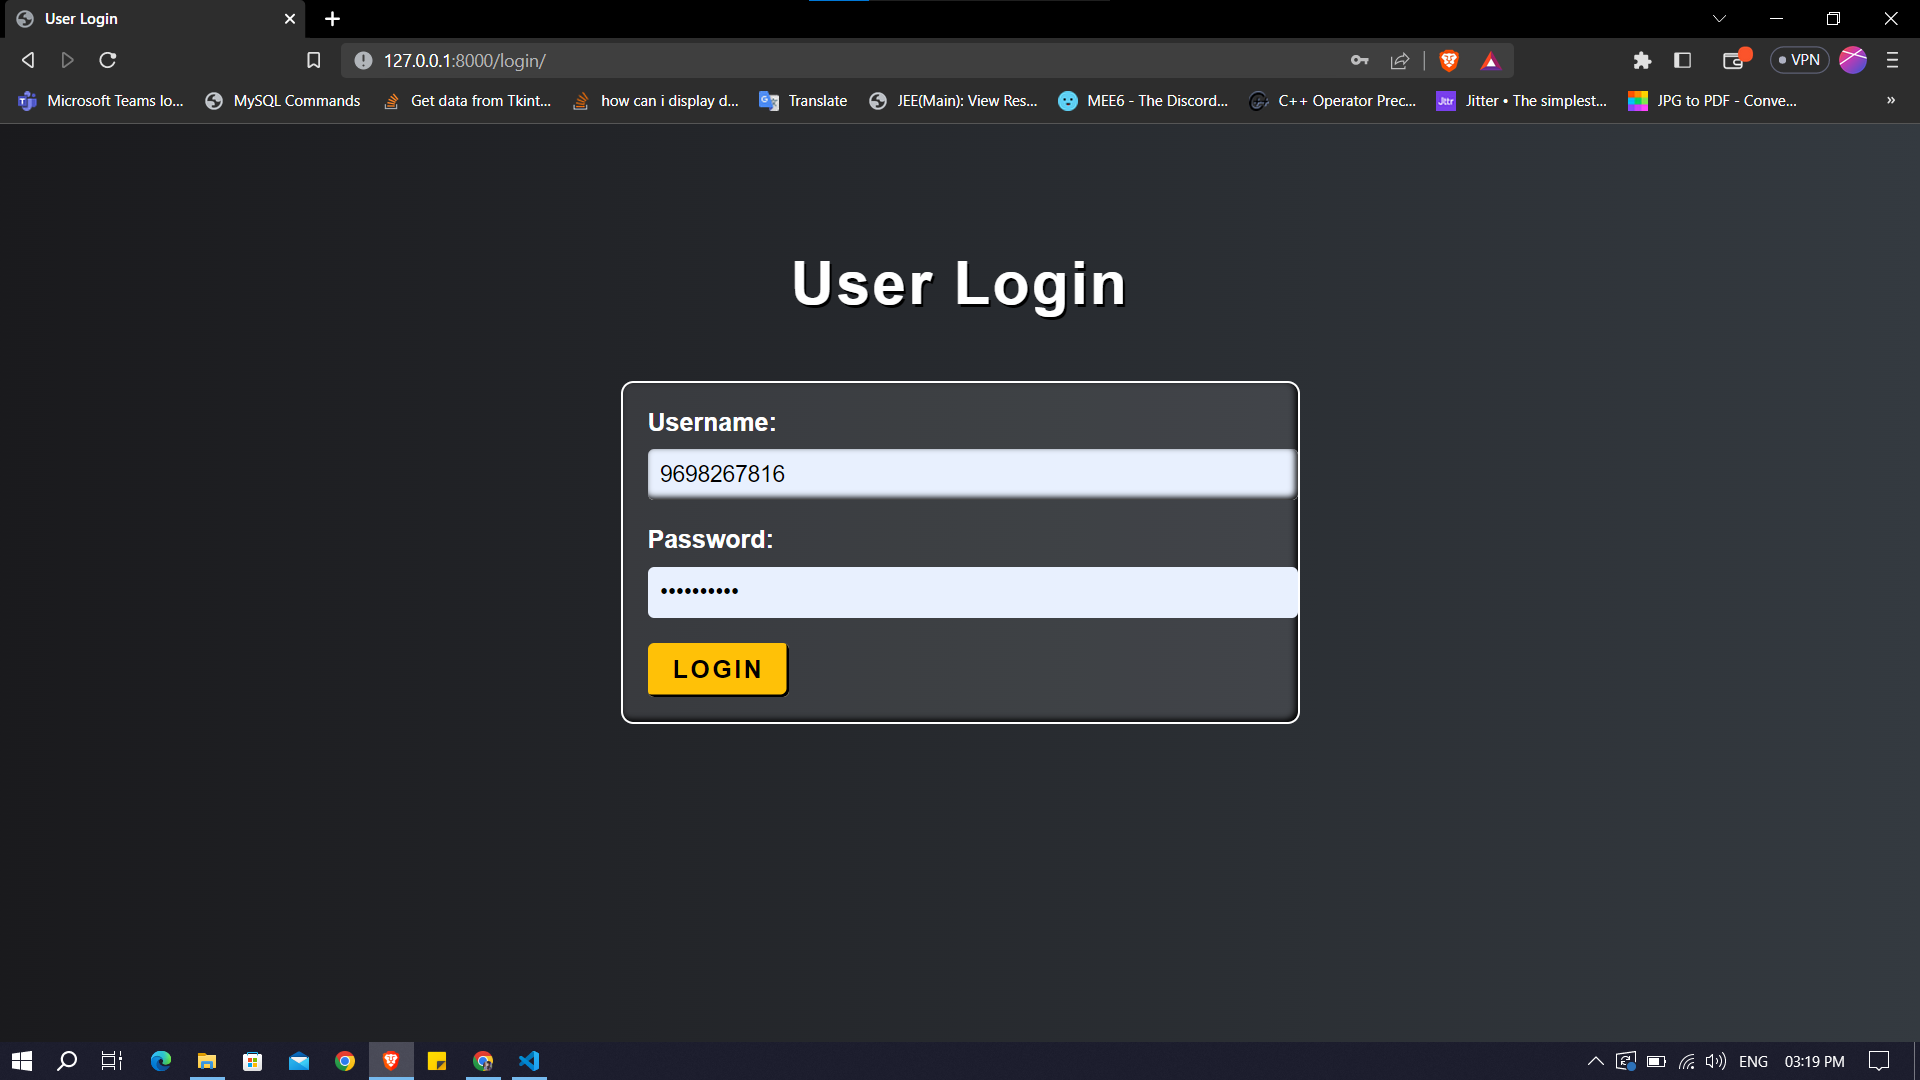 User Login
127.0.0.1:8000/login/
VPN
Microsoft Teams lo...
MySQL Commands
Get data from Tkint...
how can i display d...
Translate
JEE(Main): View Res...
MEE6 - The Discord...
C++ Operator Prec...
Jitter • The simplest...
JPG to PDF - Conve...
User Login
Username:
9698267816
Password:
••••••••••
LOGIN
ENG
03:19 PM